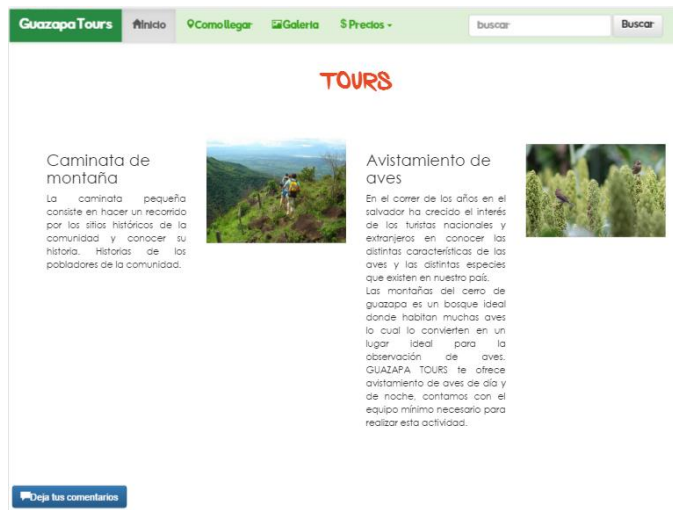 GuazapaTours Inicio Como llegar Galería $ Precios buscar Buscar
TOURS
Caminata de
montaña
La caminata pequeña
consiste en hacer un recorrido
por los sitios históricos de la
comunidad y conocer su
historia. Historias de los
pobladores de la comunidad.
Avistamiento de
aves
En el correr de los años en el
salvador ha crecido el interés
de los turistas nacionales y
extranjeros en conocer las
distintas características de las
aves y las distintas especies
que existen en nuestro país.
Las montañas del cerro de
guazapa es un bosque ideal
donde habitan muchas aves
lo cual lo convierten en un
lugar ideal para la
observación de aves.
GUAZAPA TOURS te ofrece
avistamiento de aves de día y
de noche, contamos con el
equipo mínimo necesario para
realizar esta actividad.
Deja tus comentarios